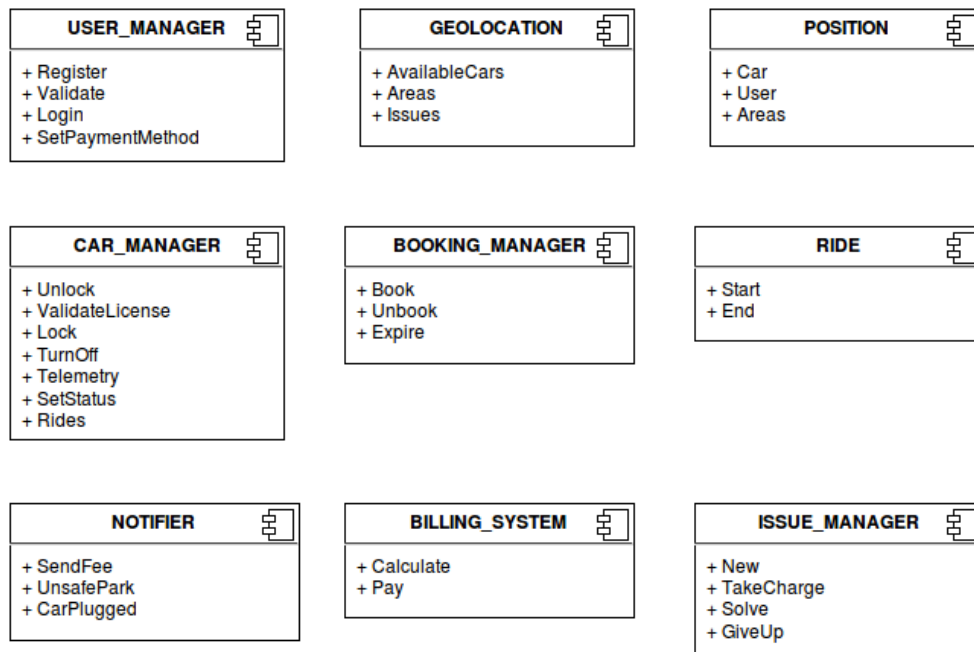 USER_MANAGER
+ Register
+ Validate
+ Login
+ SetPaymentMethod
GEOLOCATION
+ AvailableCars
+ Areas
+ Issues
POSITION
+ Car
+ User
+ Areas
CAR_MANAGER
+ Unlock
+ ValidateLicense
+ Lock
+ TurnOff
+ Telemetry
+ SetStatus
+ Rides
BOOKING_MANAGER
+ Book
+ Unbook
+ Expire
RIDE
+ Start
+ End
NOTIFIER
+ SendFee
+ UnsafePark
+ CarPlugged
BILLING_SYSTEM
+ Calculate
+ Pay
ISSUE_MANAGER
+ New
+ TakeCharge
+ Solve
+ GiveUp